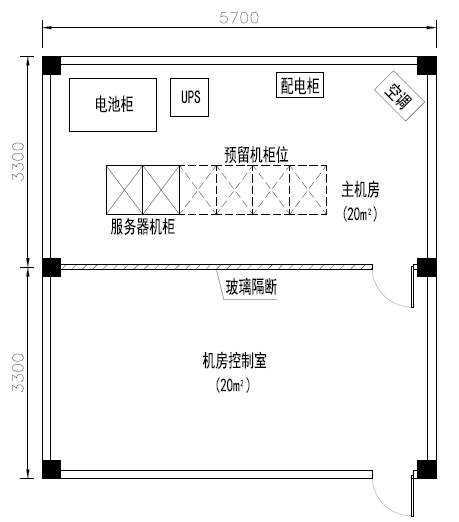 5700
电池柜
UPS
配电柜
空调
3300
预留机柜位
主机房
(20m²)
服务器机柜
玻璃隔断
机房控制室
(20m²)
3300